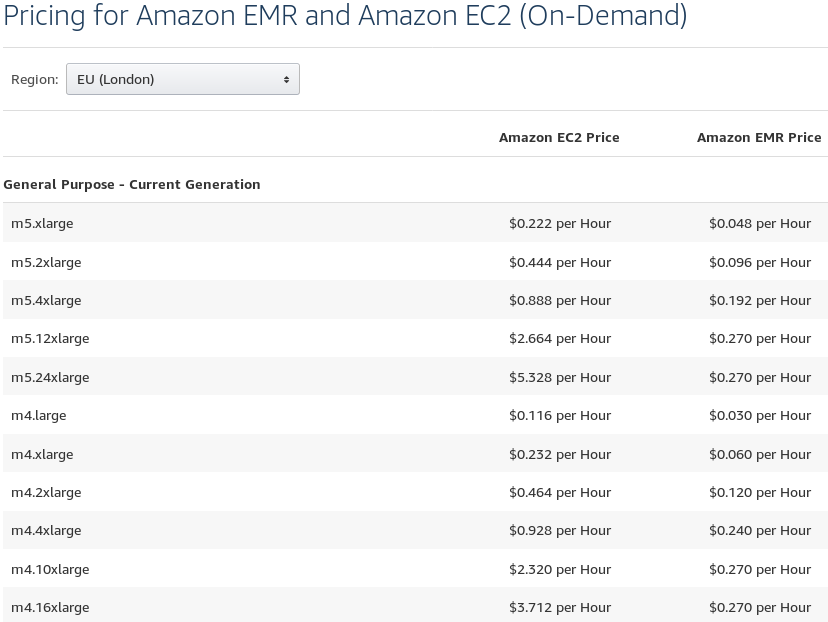 Pricing for Amazon EMR and Amazon EC2 (On-Demand)
Region: EU (London)
Amazon EC2 Price Amazon EMR Price
General Purpose - Current Generation
m5.xlarge $0.222 per Hour $0.048 per Hour
m5.2xlarge $0.444 per Hour $0.096 per Hour
m5.4xlarge $0.888 per Hour $0.192 per Hour
m5.12xlarge $2.664 per Hour $0.270 per Hour
m5.24xlarge $5.328 per Hour $0.270 per Hour
m4.large $0.116 per Hour $0.030 per Hour
m4.xlarge $0.232 per Hour $0.060 per Hour
m4.2xlarge $0.464 per Hour $0.120 per Hour
m4.4xlarge $0.928 per Hour $0.240 per Hour
m4.10xlarge $2.320 per Hour $0.270 per Hour
m4.16xlarge $3.712 per Hour $0.270 per Hour